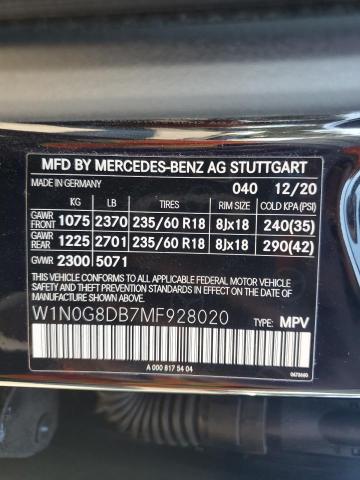 MFD BY MERCEDES-BENZ AG STUTTGART
MADE IN GERMANY 040 12/20
KG LB TIRES RIM SIZE COLD KPA(PSI)
GAWR FRONT 1075 2370 235/60 R18 8Jx18 240(35)
GAWR REAR 1225 2701 235/60 R18 8Jx18 290(42)
GVWR 2300 5071
THIS VEHICLE CONFORMS TO ALL APPLICABLE FEDERAL MOTOR
VEHICLE SAFETY, BUMPER, AND THEFT PREVENTION STANDARDS IN
EFFECT ON THE DATE OF MANUFACTURE SHOWN ABOVE.
W1N0G8DB7MF928020 TYPE: MPV
A 000 817 54 04